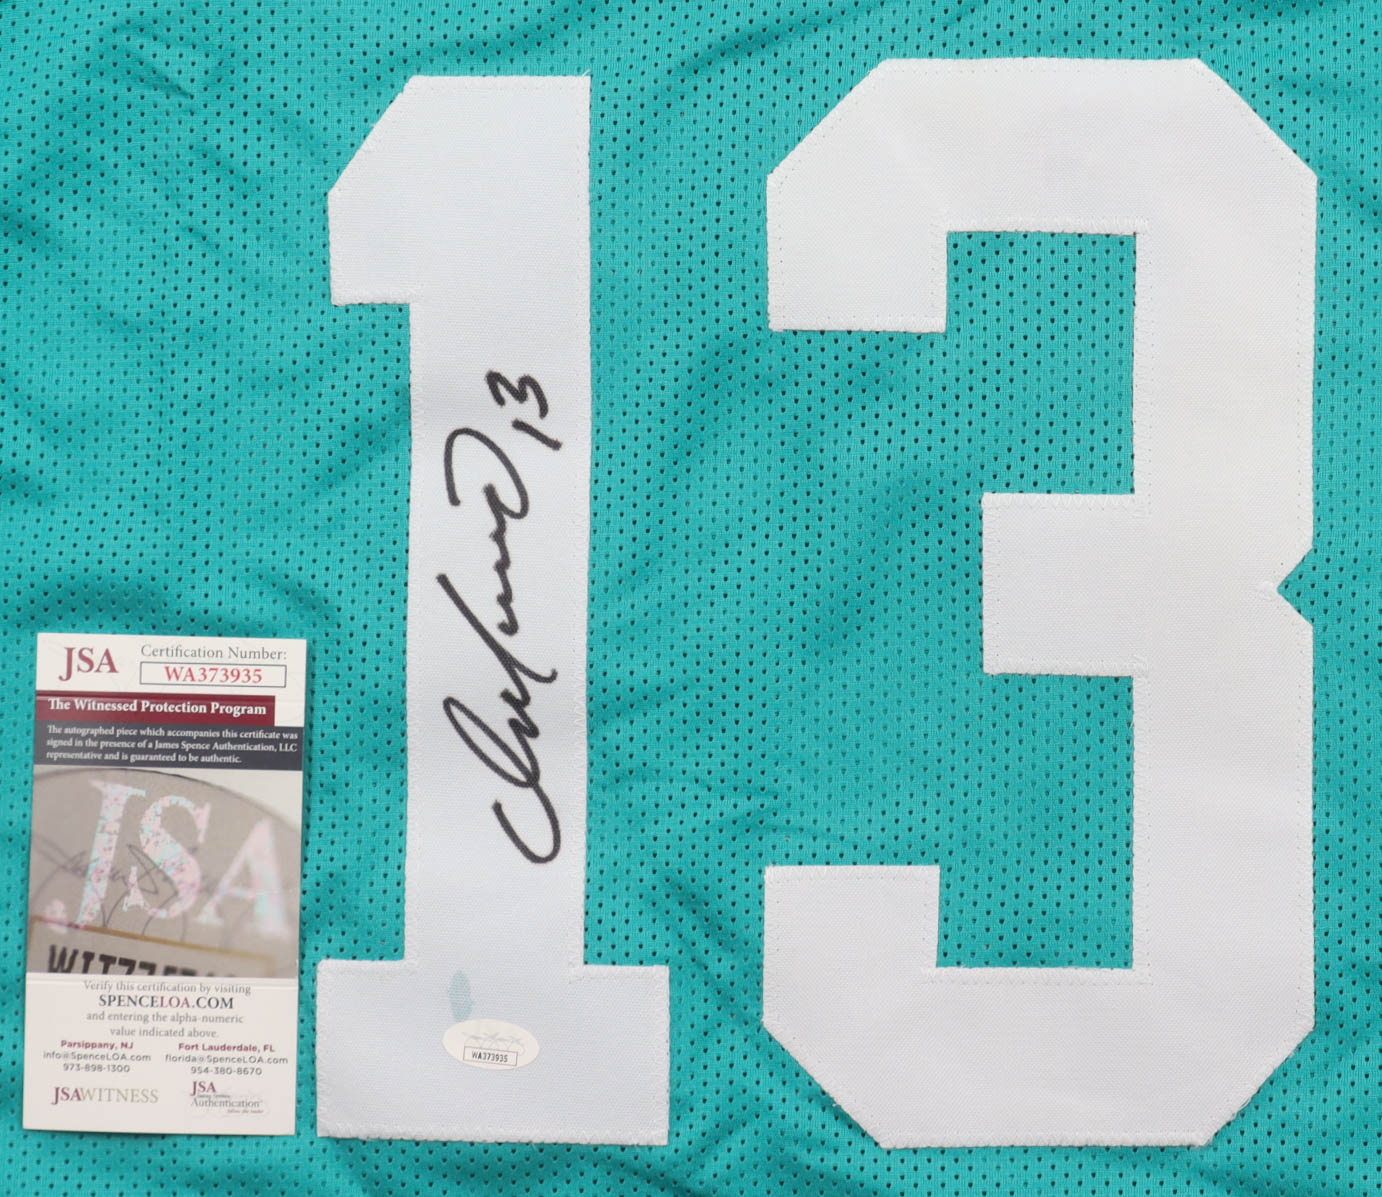 13
13
JSA
Certification Number:
WA373935
The Witnessed Protection Program
The autographed piece which accompanies this certificate was
signed in the presence of a James Spence Authentication, LLC
representative and is guaranteed to be authentic.
JSA
Verify this certification by visiting
SPENCELOA.COM
and entering the alpha-numeric
value indicated above.
Parsippany, NJ
info@SpenceLOA.com
973-898-1300
Fort Lauderdale, FL
florida@SpenceLOA.com
954-380-8670
JSAWITNESS
JSA
Authentication
WA373935